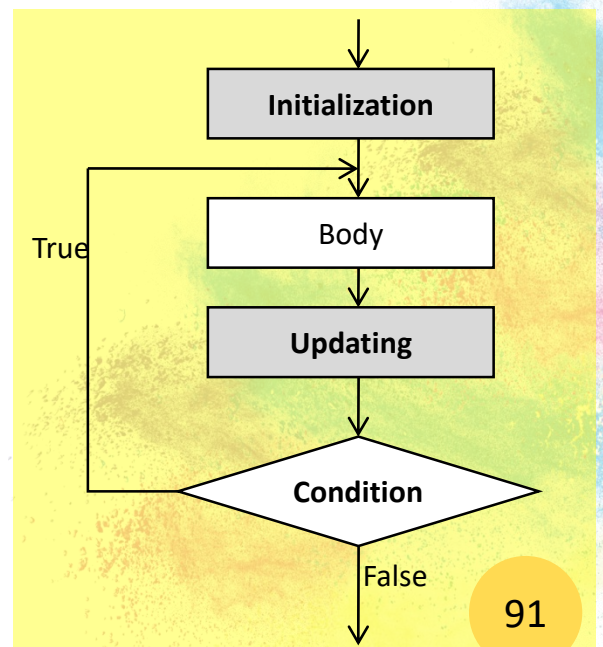 Initialization
Body
True
Updating
Condition
False
91